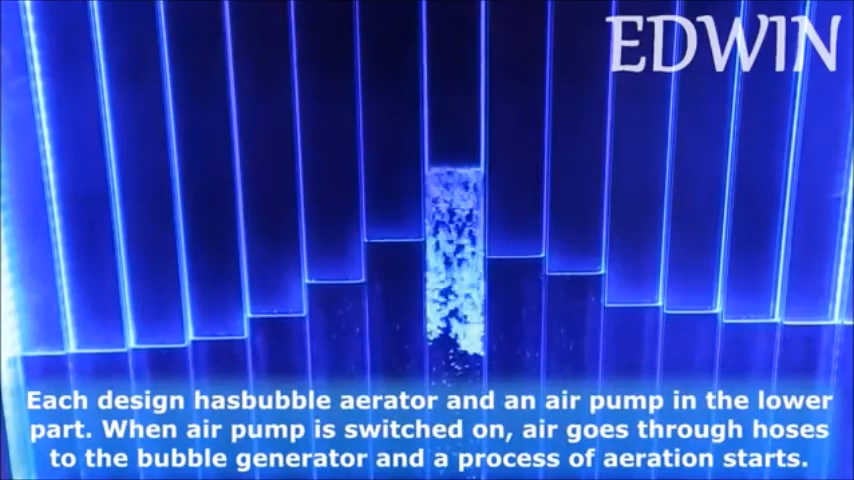 EDWIN
Each design hasbubble aerator and an air pump in the lower
part. When air pump is switched on, air goes through hoses
to the bubble generator and a process of aeration starts.